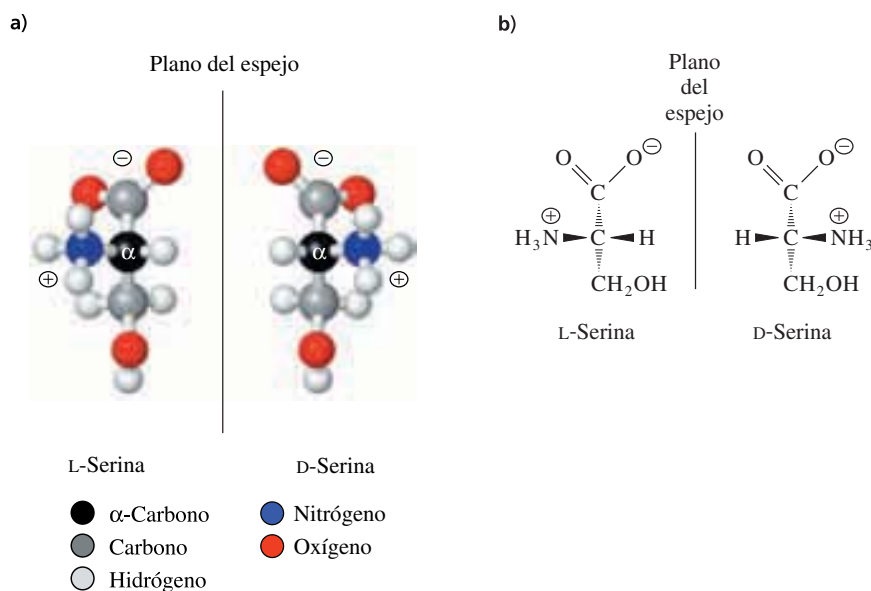 a)
Plano del espejo
−
−
α
α
+
+
L-Serina
D-Serina
α-Carbono
Carbono
Hidrógeno
Nitrógeno
Oxígeno
b)
Plano
del
espejo
O O −
C
+
H3N C H
CH2OH
L-Serina
O O −
C
+
H C NH3
CH2OH
D-Serina